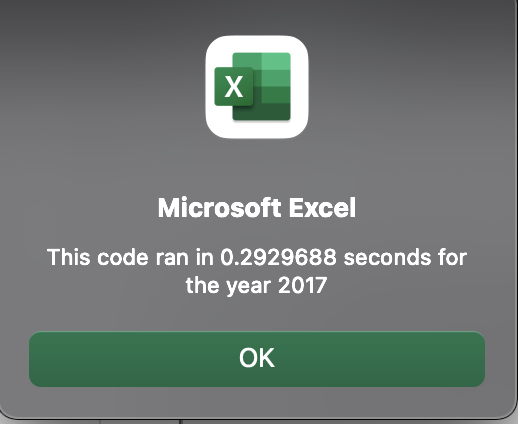 X
Microsoft Excel
This code ran in 0.2929688 seconds for
the year 2017
OK